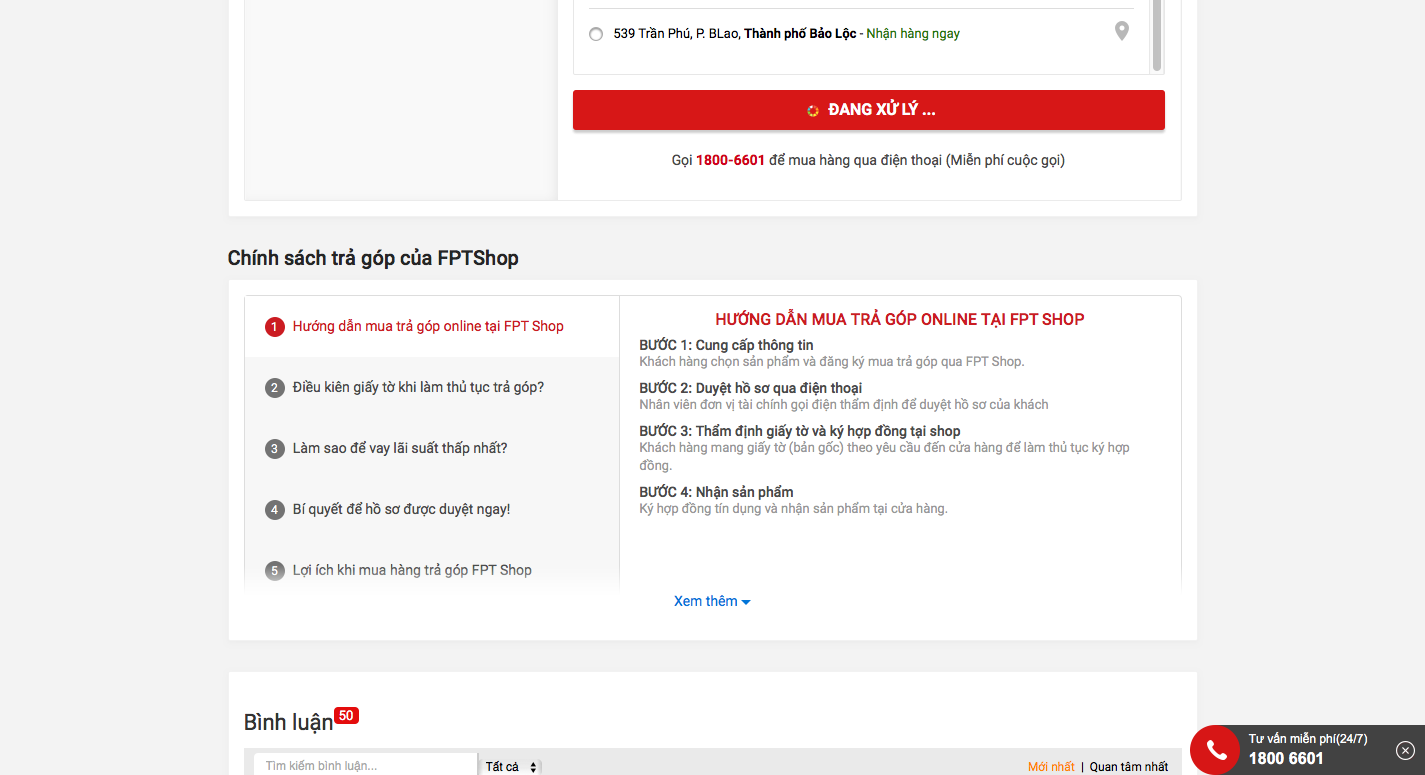 539 Trần Phú, P. BLao, Thành phố Bảo Lộc - Nhận hàng ngay
ĐANG XỬ LÝ ...
Gọi 1800-6601 để mua hàng qua điện thoại (Miễn phí cuộc gọi)
Chính sách trả góp của FPTShop
1 Hướng dẫn mua trả góp online tại FPT Shop
2 Điều kiên giấy tờ khi làm thủ tục trả góp?
3 Làm sao để vay lãi suất thấp nhất?
4 Bí quyết để hồ sơ được duyệt ngay!
5 Lợi ích khi mua hàng trả góp FPT Shop
HƯỚNG DẪN MUA TRẢ GÓP ONLINE TẠI FPT SHOP
BƯỚC 1: Cung cấp thông tin
Khách hàng chọn sản phẩm và đăng ký mua trả góp qua FPT Shop.
BƯỚC 2: Duyệt hồ sơ qua điện thoại
Nhân viên đơn vị tài chính gọi điện thẩm định để duyệt hồ sơ của khách
BƯỚC 3: Thẩm định giấy tờ và ký hợp đồng tại shop
Khách hàng mang giấy tờ (bản gốc) theo yêu cầu đến cửa hàng để làm thủ tục ký hợp
đồng.
BƯỚC 4: Nhận sản phẩm
Ký hợp đồng tín dụng và nhận sản phẩm tại cửa hàng.
Xem thêm
Bình luận 50
Tìm kiếm bình luận...
Tất cả
Mới nhất | Quan tâm nhất
Tư vấn miễn phí(24/7)
1800 6601